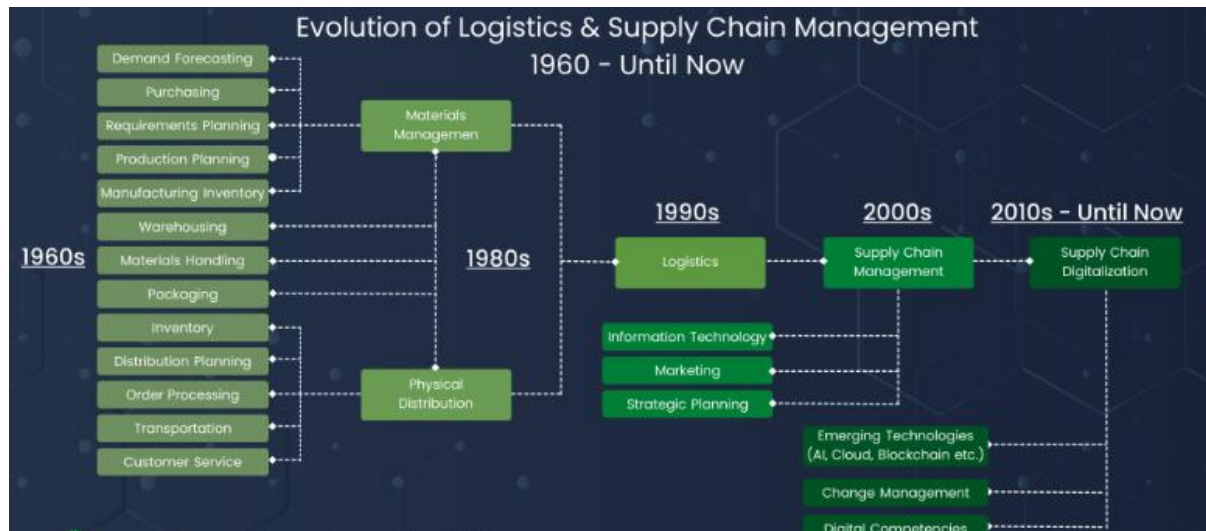 Evolution of Logistics & Supply Chain Management
1960 - Until Now
1960s
Demand Forecasting
Purchasing
Requirements Planning
Production Planning
Manufacturing Inventory
Warehousing
Materials Handling
Packaging
Inventory
Distribution Planning
Order Processing
Transportation
Customer Service
1980s
Materials
Managemen
Physical
Distribution
1990s
Logistics
2000s
Supply Chain
Management
Information Technology
Marketing
Strategic Planning
2010s - Until Now
Supply Chain
Digitalization
Emerging Technologies
(AI, Cloud, Blockchain etc.)
Change Management
Digital Competencies